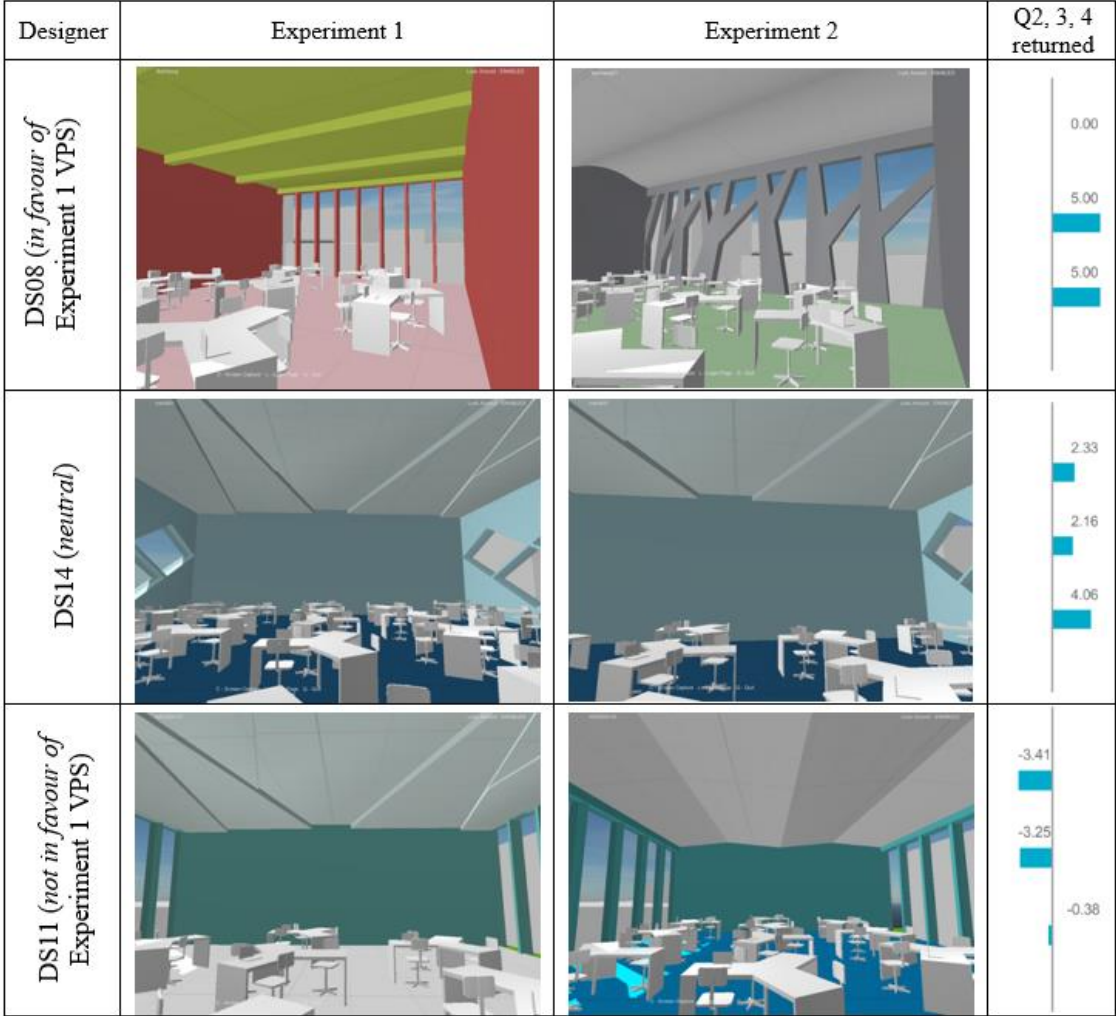 Designer
Experiment 1
Experiment 2
Q2, 3, 4
returned
DS08 (in favour of
Experiment 1 VPS)
0.00
5.00
5.00
DS14 (neutral)
2.33
2.16
4.06
DS11 (not in favour of
Experiment 1 VPS)
-3.41
-3.25
-0.38